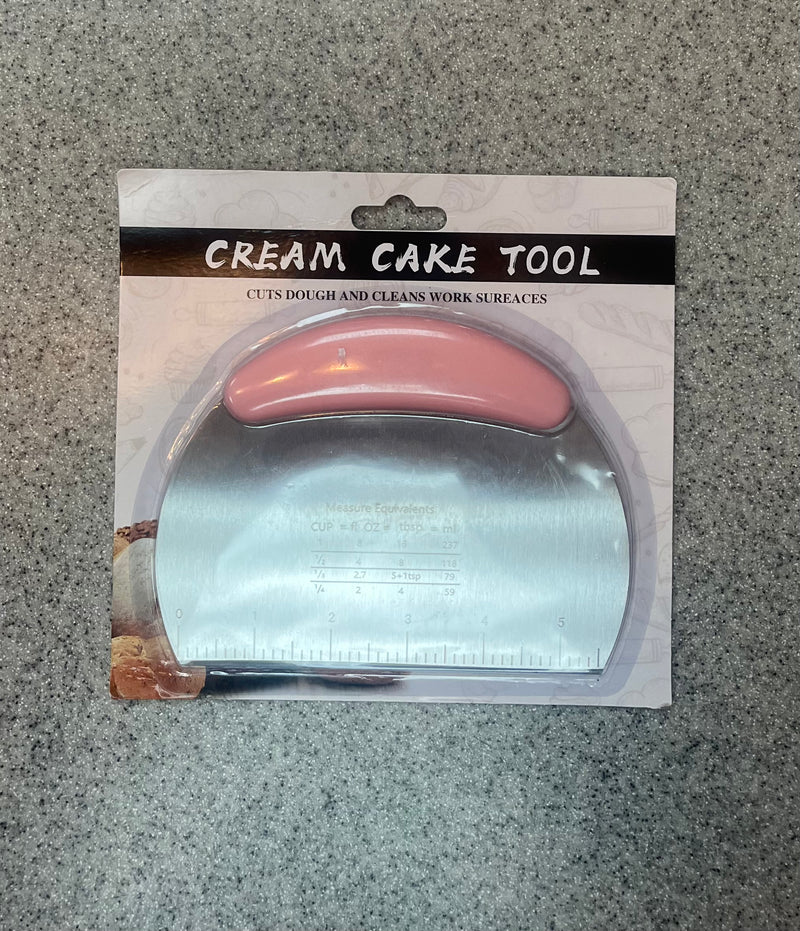 CREAM CAKE TOOL
CUTS DOUGH AND CLEANS WORK SUREACES
Measure Equivalents
CUP = fl OZ = tbsp = ml
8 16 237
1/2 4 8 118
1/3 2.7 5+1tsp 79
1/4 2 4 59
0 1 2 3 4 5